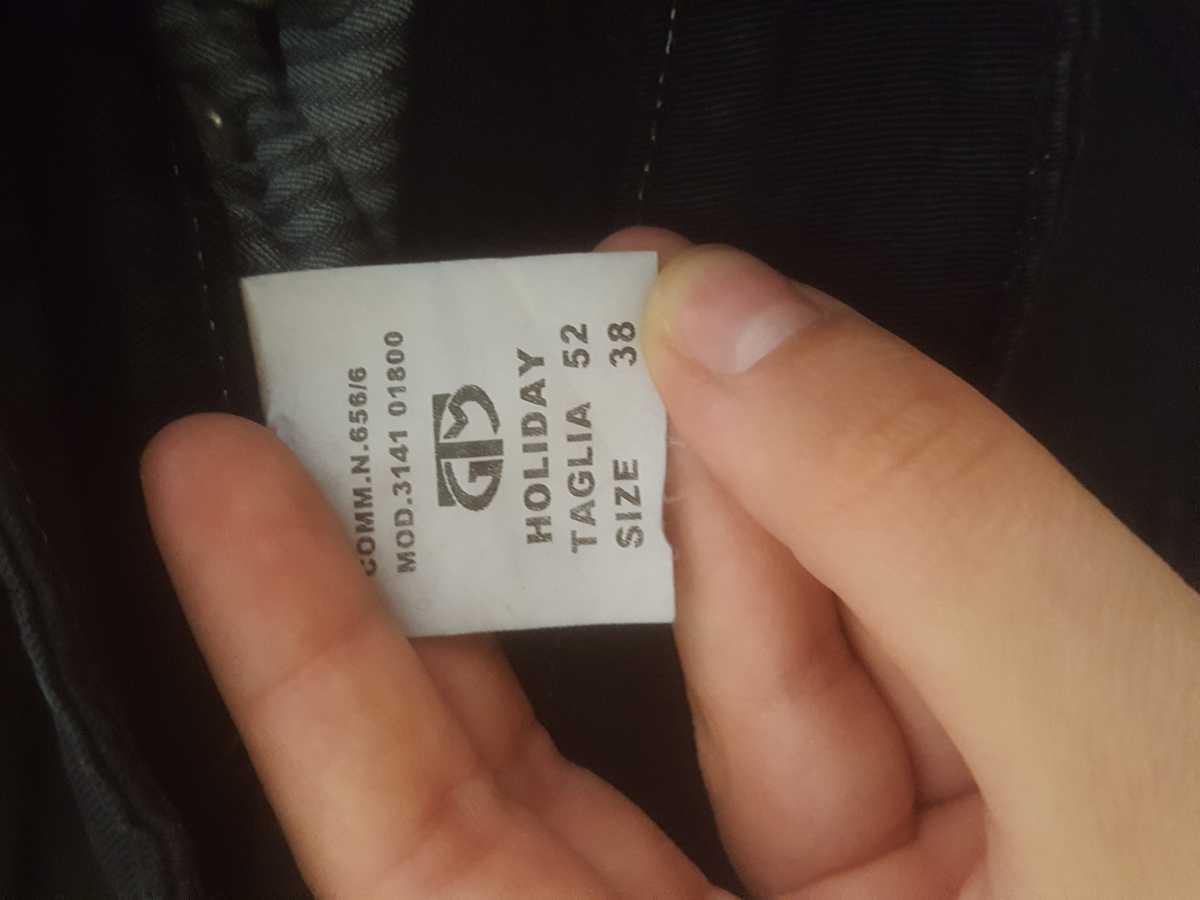 COMM.N.656/6
MOD.3141 01800
HOLIDAY
TAGLIA 52
SIZE 38